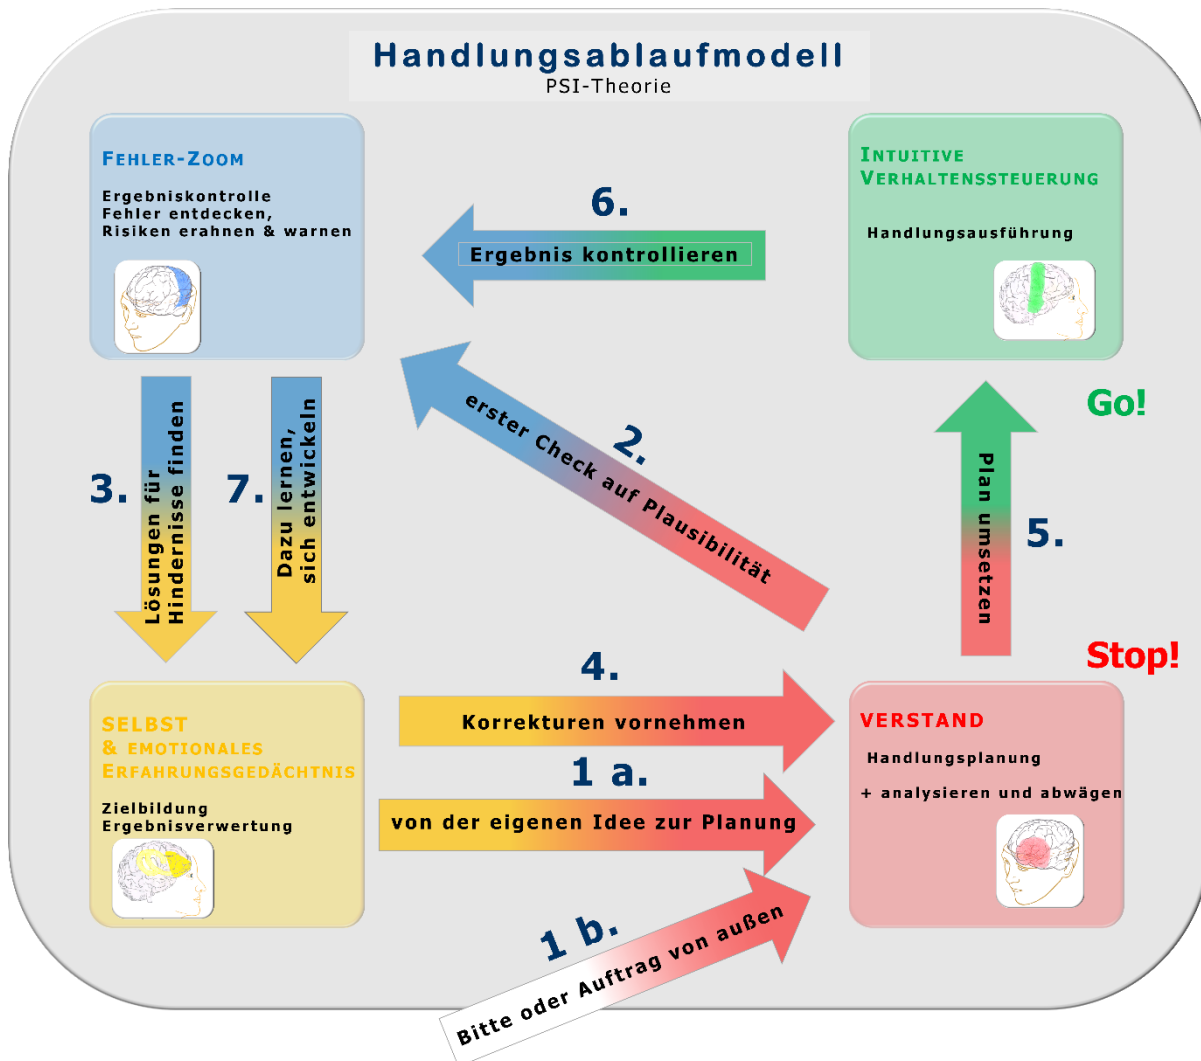 Handlungsablaufmodell
PSI-Theorie
FEHLER-ZOOM
Ergebniskontrolle
Fehler entdecken,
Risiken erahnen & warnen
INTUITIVE
VERHALTENSSTEUERUNG
Handlungsausführung
6.
Ergebnis kontrollieren
2.
erster Check auf Plausibilität
3.
Lösungen für
Hindernisse finden
7.
Dazu lernen,
sich entwickeln
Go!
5.
Plan umsetzen
Stop!
4.
Korrekturen vornehmen
1 a.
von der eigenen Idee zur Planung
1 b.
Bitte oder Auftrag von außen
SELBST
& EMOTIONALES
ERFAHRUNGSGEDÄCHTNIS
Zielbildung
Ergebnisverwertung
VERSTAND
Handlungsplanung
+ analysieren und abwägen